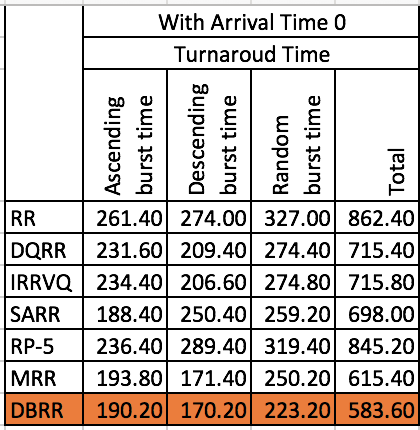 With Arrival Time 0
Turnaroud Time
Ascending burst time Descending burst time Random burst time Total
RR 261.40 274.00 327.00 862.40
DQRR 231.60 209.40 274.40 715.40
IRRVQ 234.40 206.60 274.80 715.80
SARR 188.40 250.40 259.20 698.00
RP-5 236.40 289.40 319.40 845.20
MRR 193.80 171.40 250.20 615.40
DBRR 190.20 170.20 223.20 583.60